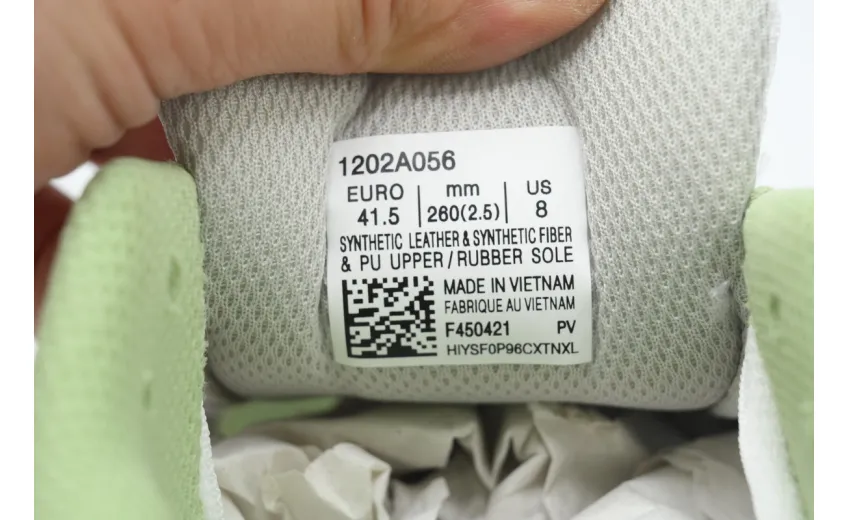 1202A056
EURO | mm | US
41.5 | 260(2.5) | 8
SYNTHETIC LEATHER & SYNTHETIC FIBER
& PU UPPER / RUBBER SOLE
MADE IN VIETNAM
FABRIQUE AU VIETNAM
F450421 PV
HIYSF0P96CXTNXL